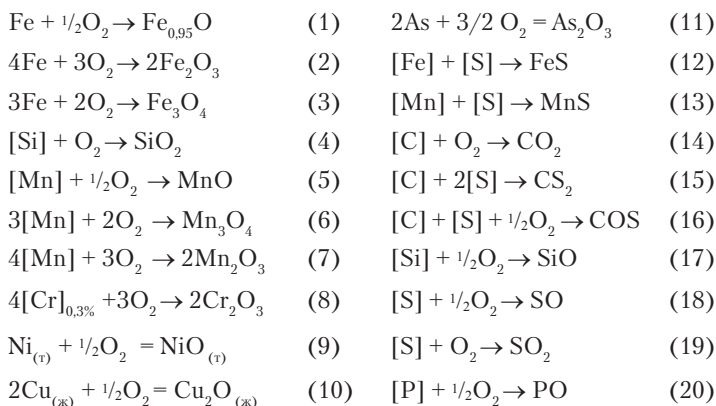 Fe + ½O₂ → Fe₀,₉₅O (1)
4Fe + 3O₂ → 2Fe₂O₃ (2)
3Fe + 2O₂ → Fe₃O₄ (3)
[Si] + O₂ → SiO₂ (4)
[Mn] + ½O₂ → MnO (5)
3[Mn] + 2O₂ → Mn₃O₄ (6)
4[Mn] + 3O₂ → 2Mn₂O₃ (7)
4[Cr]₀,₃% +3O₂ → 2Cr₂O₃ (8)
Ni(т) + ½O₂ = NiO (т) (9)
2Cu(ж) + ½O₂ = Cu₂O (ж) (10)
2As + 3/2 O₂ = As₂O₃ (11)
[Fe] + [S] → FeS (12)
[Mn] + [S] → MnS (13)
[C] + O₂ → CO₂ (14)
[C] + 2[S] → CS₂ (15)
[C] + [S] + ½O₂ → COS (16)
[Si] + ½O₂ → SiO (17)
[S] + ½O₂ → SO (18)
[S] + O₂ → SO₂ (19)
[P] + ½O₂ → PO (20)